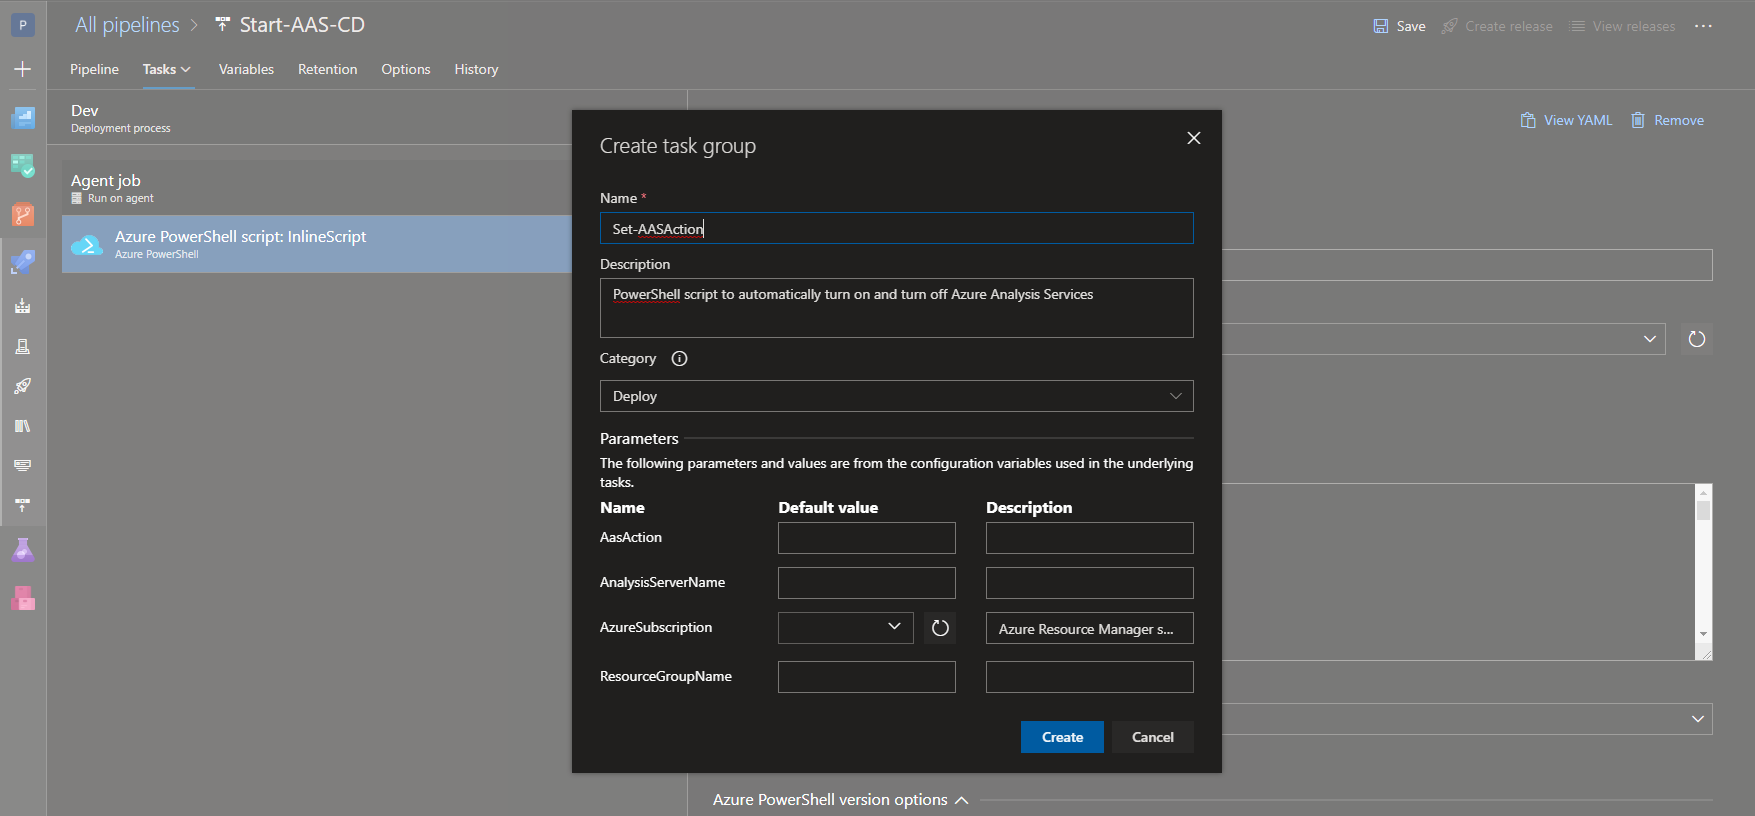 P
All pipelines > Start-AAS-CD
Save
Create release
View releases
...
Pipeline
Tasks
Variables
Retention
Options
History
Dev
Deployment process
View YAML
Remove
Agent job
Run on agent
Azure PowerShell script: InlineScript
Azure PowerShell
Create task group
Name *
Set-AASAction
Description
PowerShell script to automatically turn on and turn off Azure Analysis Services
Category
Deploy
Parameters
The following parameters and values are from the configuration variables used in the underlying
tasks.
Name Default value Description
AasAction
AnalysisServerName
AzureSubscription Azure Resource Manager s...
ResourceGroupName
Create
Cancel
Azure PowerShell version options